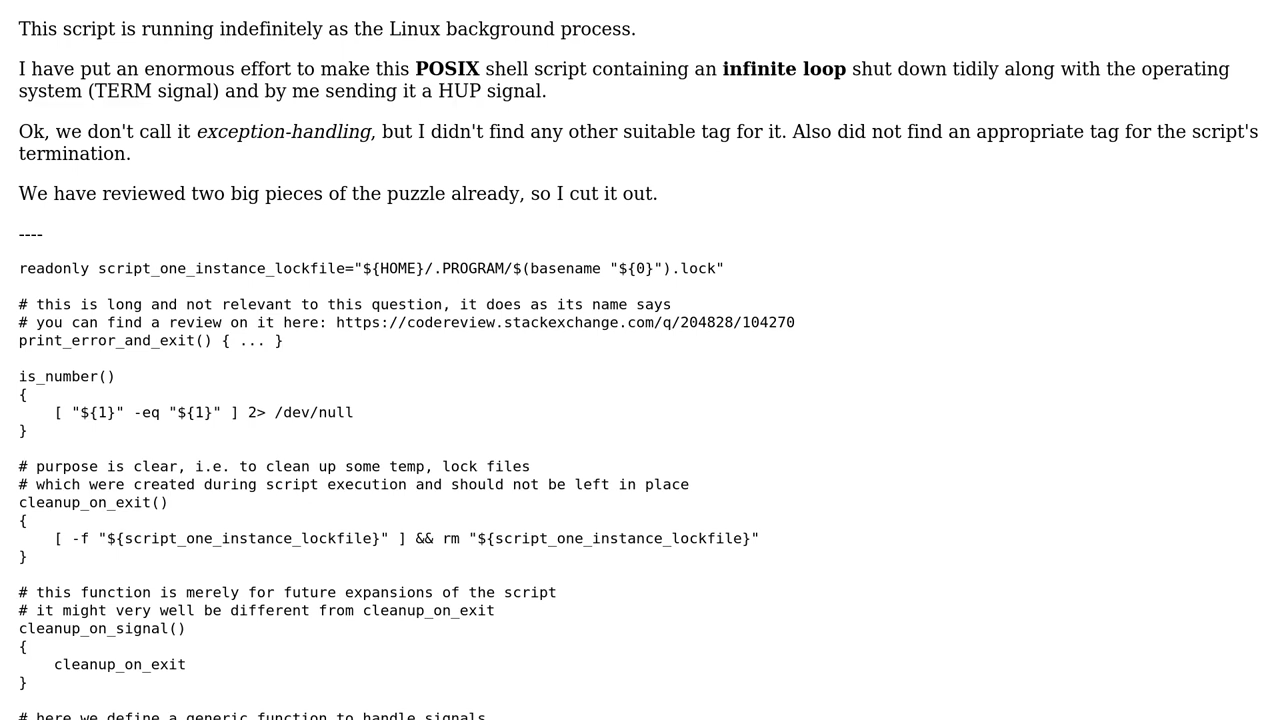 This script is running indefinitely as the Linux background process.
I have put an enormous effort to make this POSIX shell script containing an infinite loop shut down tidily along with the operating
system (TERM signal) and by me sending it a HUP signal.
Ok, we don't call it exception-handling, but I didn't find any other suitable tag for it. Also did not find an appropriate tag for the script's
termination.
We have reviewed two big pieces of the puzzle already, so I cut it out.
----
readonly script_one_instance_lockfile="${HOME}/.PROGRAM/$(basename "${0}").lock"
# this is long and not relevant to this question, it does as its name says
# you can find a review on it here: https://codereview.stackexchange.com/q/204828/104270
print_error_and_exit() { ... }
is_number()
{
    [ "${1}" -eq "${1}" ] 2> /dev/null
}
# purpose is clear, i.e. to clean up some temp, lock files
# which were created during script execution and should not be left in place
cleanup_on_exit()
{
    [ -f "${script_one_instance_lockfile}" ] && rm "${script_one_instance_lockfile}"
}
# this function is merely for future expansions of the script
# it might very well be different from cleanup_on_exit
cleanup_on_signal()
{
    cleanup_on_exit
}
# here we define a generic function to handle signals